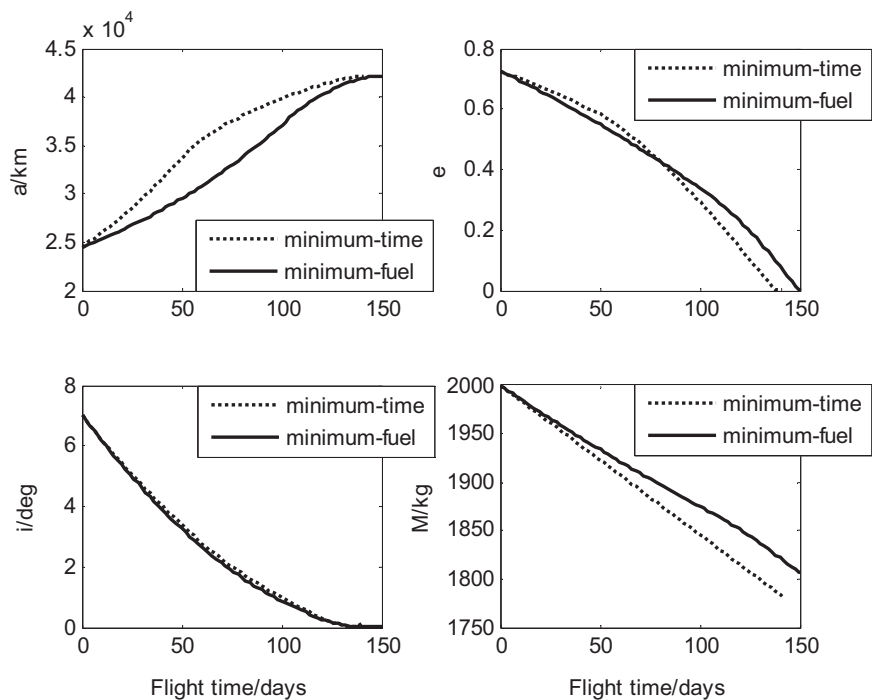 x 10⁴
4.5
4
3.5
3
2.5
2
a/km
0 50 100 150
minimum-time
minimum-fuel
0.8
0.6
0.4
0.2
0
e
0 50 100 150
minimum-time
minimum-fuel
8
6
4
2
0
i/deg
0 50 100 150
Flight time/days
minimum-time
minimum-fuel
2000
1950
1900
1850
1800
1750
M/kg
0 50 100 150
Flight time/days
minimum-time
minimum-fuel